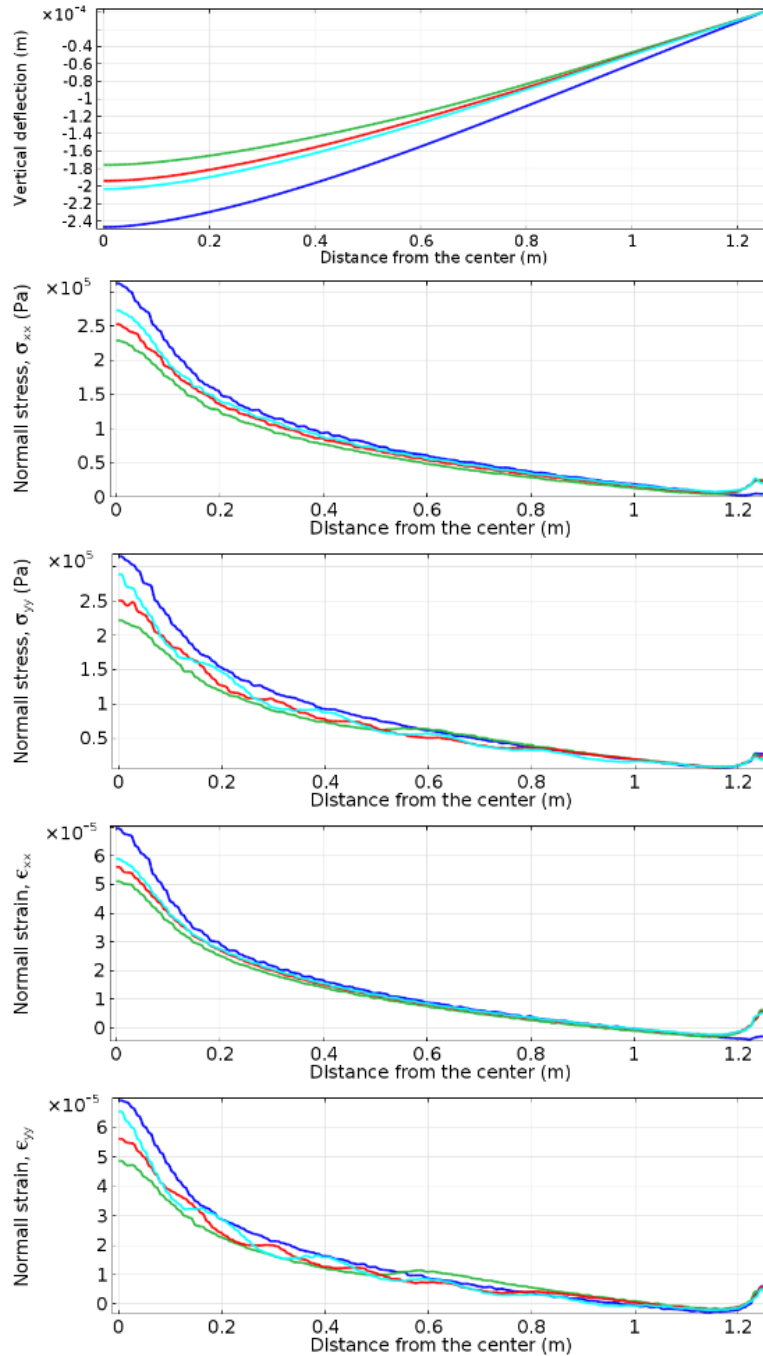 ×10⁻⁴
Vertical deflection (m)
-0.4
-0.6
-0.8
-1
-1.2
-1.4
-1.6
-1.8
-2
-2.2
-2.4
0 0.2 0.4 0.6 0.8 1 1.2
Distance from the center (m)
×10⁵
Normall stress, σxx (Pa)
2.5
2
1.5
1
0.5
0
0 0.2 0.4 0.6 0.8 1 1.2
Distance from the center (m)
×10⁵
Normall stress, σyy (Pa)
2.5
2
1.5
1
0.5
0 0.2 0.4 0.6 0.8 1 1.2
Distance from the center (m)
×10⁻⁵
Normall strain, ϵxx
6
5
4
3
2
1
0
0 0.2 0.4 0.6 0.8 1 1.2
Distance from the center (m)
×10⁻⁵
Normall strain, ϵyy
6
5
4
3
2
1
0
0 0.2 0.4 0.6 0.8 1 1.2
Distance from the center (m)